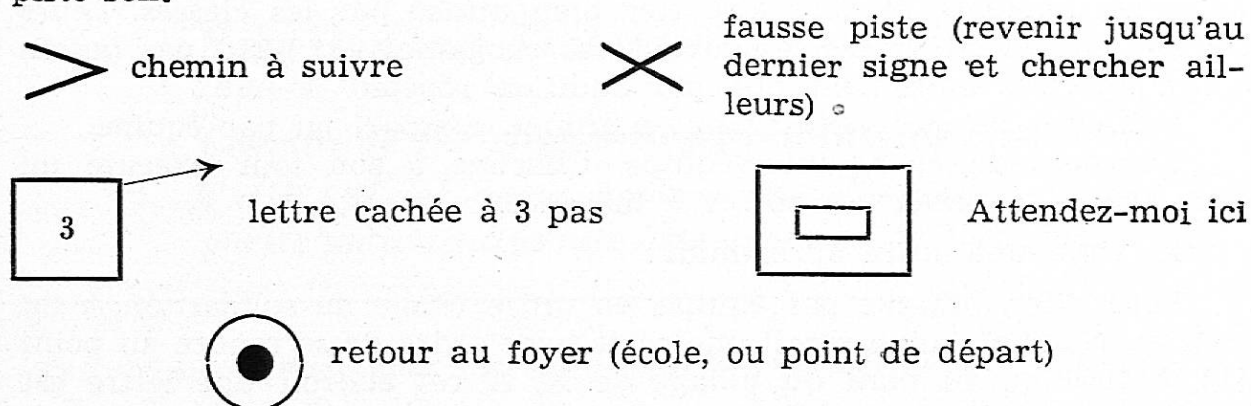 chemin à suivre
fausse piste (revenir jusqu'au
dernier signe et chercher ail-
leurs)
3
lettre cachée à 3 pas
Attendez-moi ici
retour au foyer (école, ou point de départ)